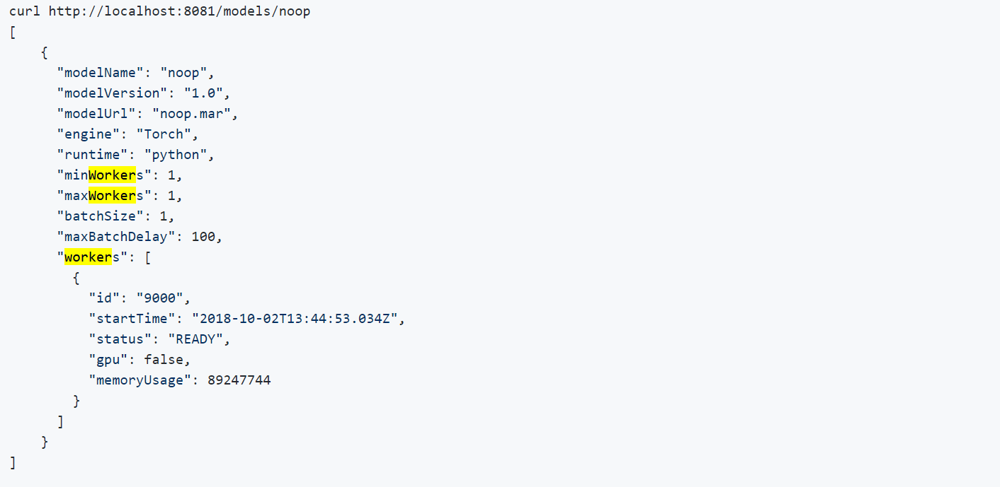 curl http://localhost:8081/models/noop
[
    {
      "modelName": "noop",
      "modelVersion": "1.0",
      "modelUrl": "noop.mar",
      "engine": "Torch",
      "runtime": "python",
      "minWorkers": 1,
      "maxWorkers": 1,
      "batchSize": 1,
      "maxBatchDelay": 100,
      "workers": [
        {
          "id": "9000",
          "startTime": "2018-10-02T13:44:53.034Z",
          "status": "READY",
          "gpu": false,
          "memoryUsage": 89247744
        }
      ]
    }
]